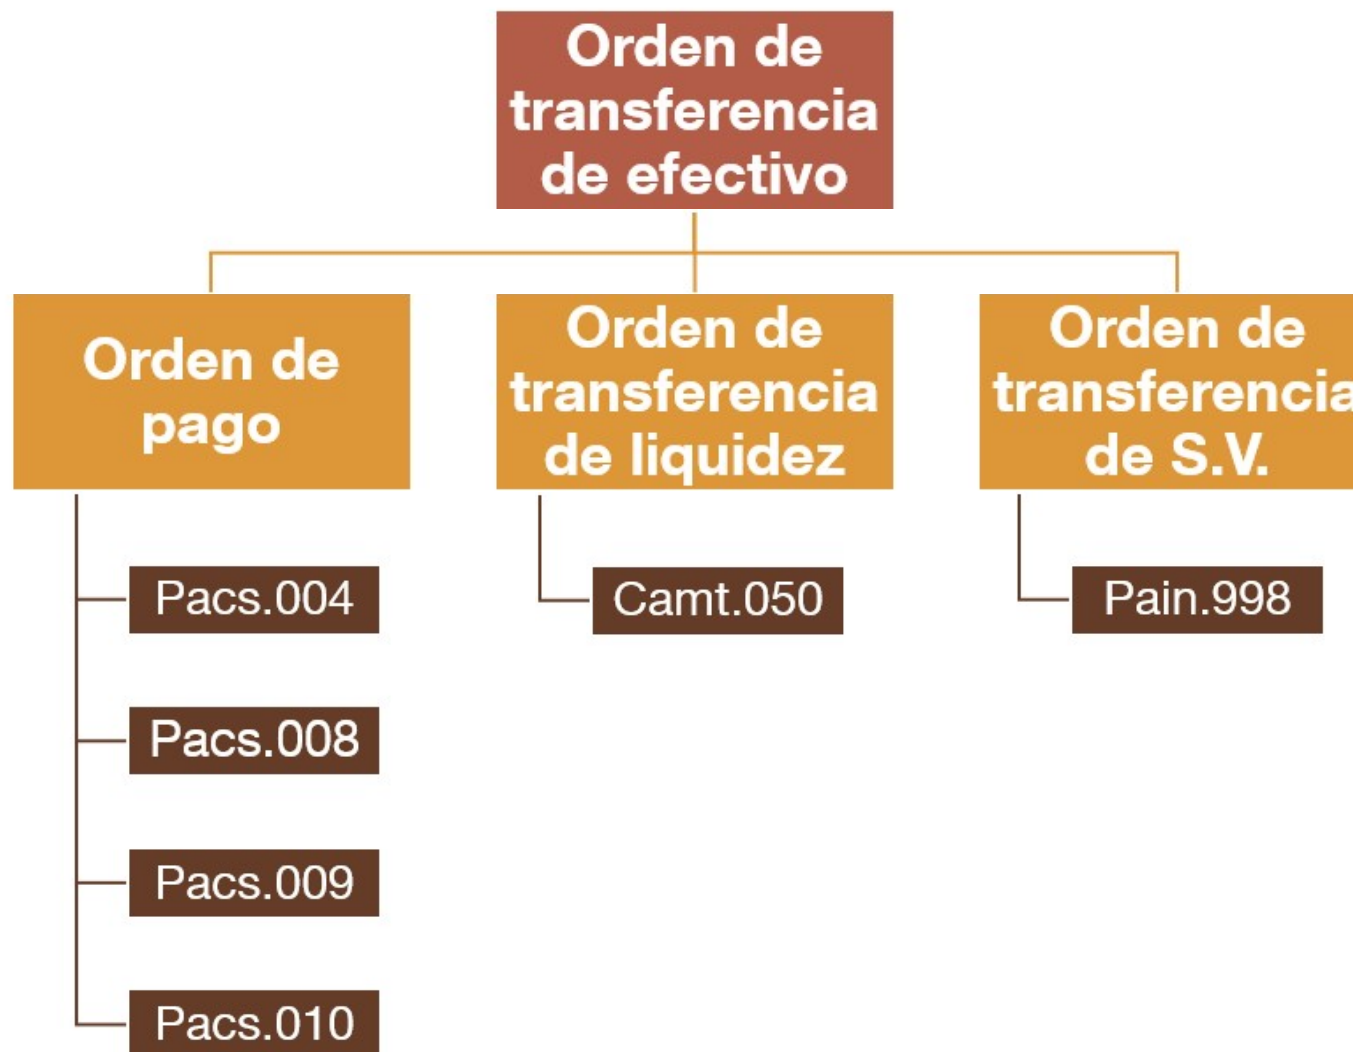 Orden de
transferencia
de efectivo
Orden de
pago
Orden de
transferencia
de liquidez
Orden de
transferencia
de S.V.
Pacs.004
Pacs.008
Pacs.009
Pacs.010
Camt.050
Pain.998